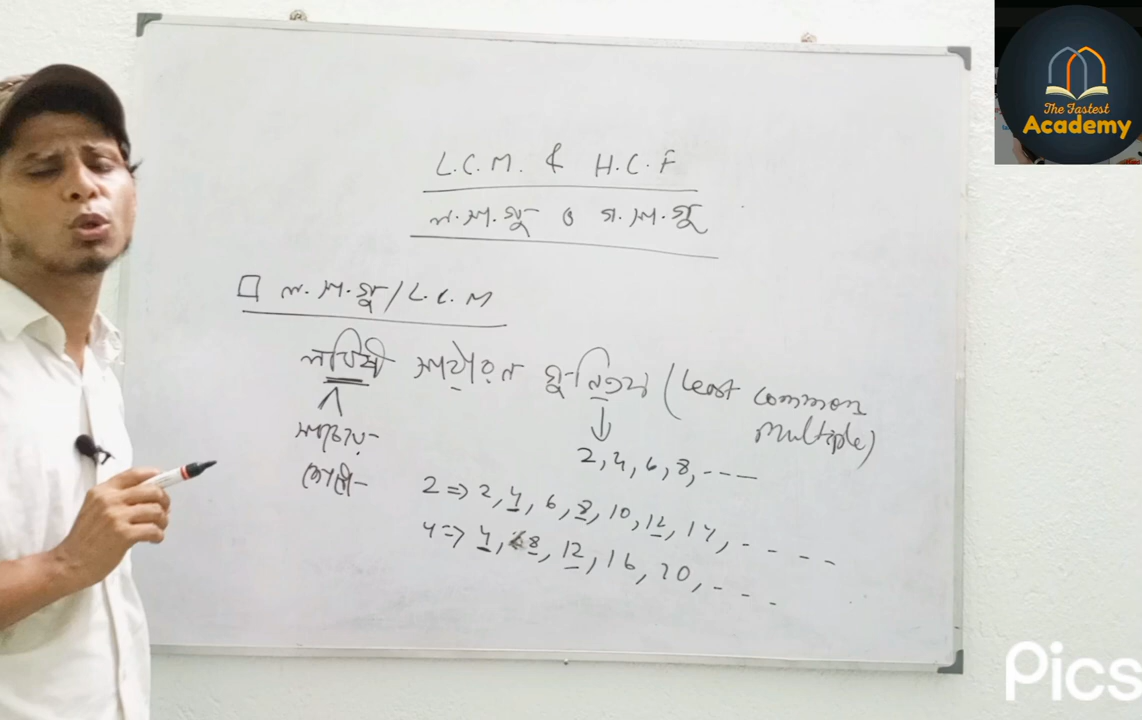 The Fastest
Academy
L.C.M. & H.C.F
ল.সা.গু ও গ.সা.গু
□ ল.সা.গু/L.C.M
লঘিষ্ঠ সাধারন গুনিতক (Least common
multiple)
সবচেয়ে
2, 4, 6, 8, ---
2 => 2, 4, 6, 8, 10, 12, 14, - - - -
4 => 4, 8, 12, 16, 20, - - -
Pics